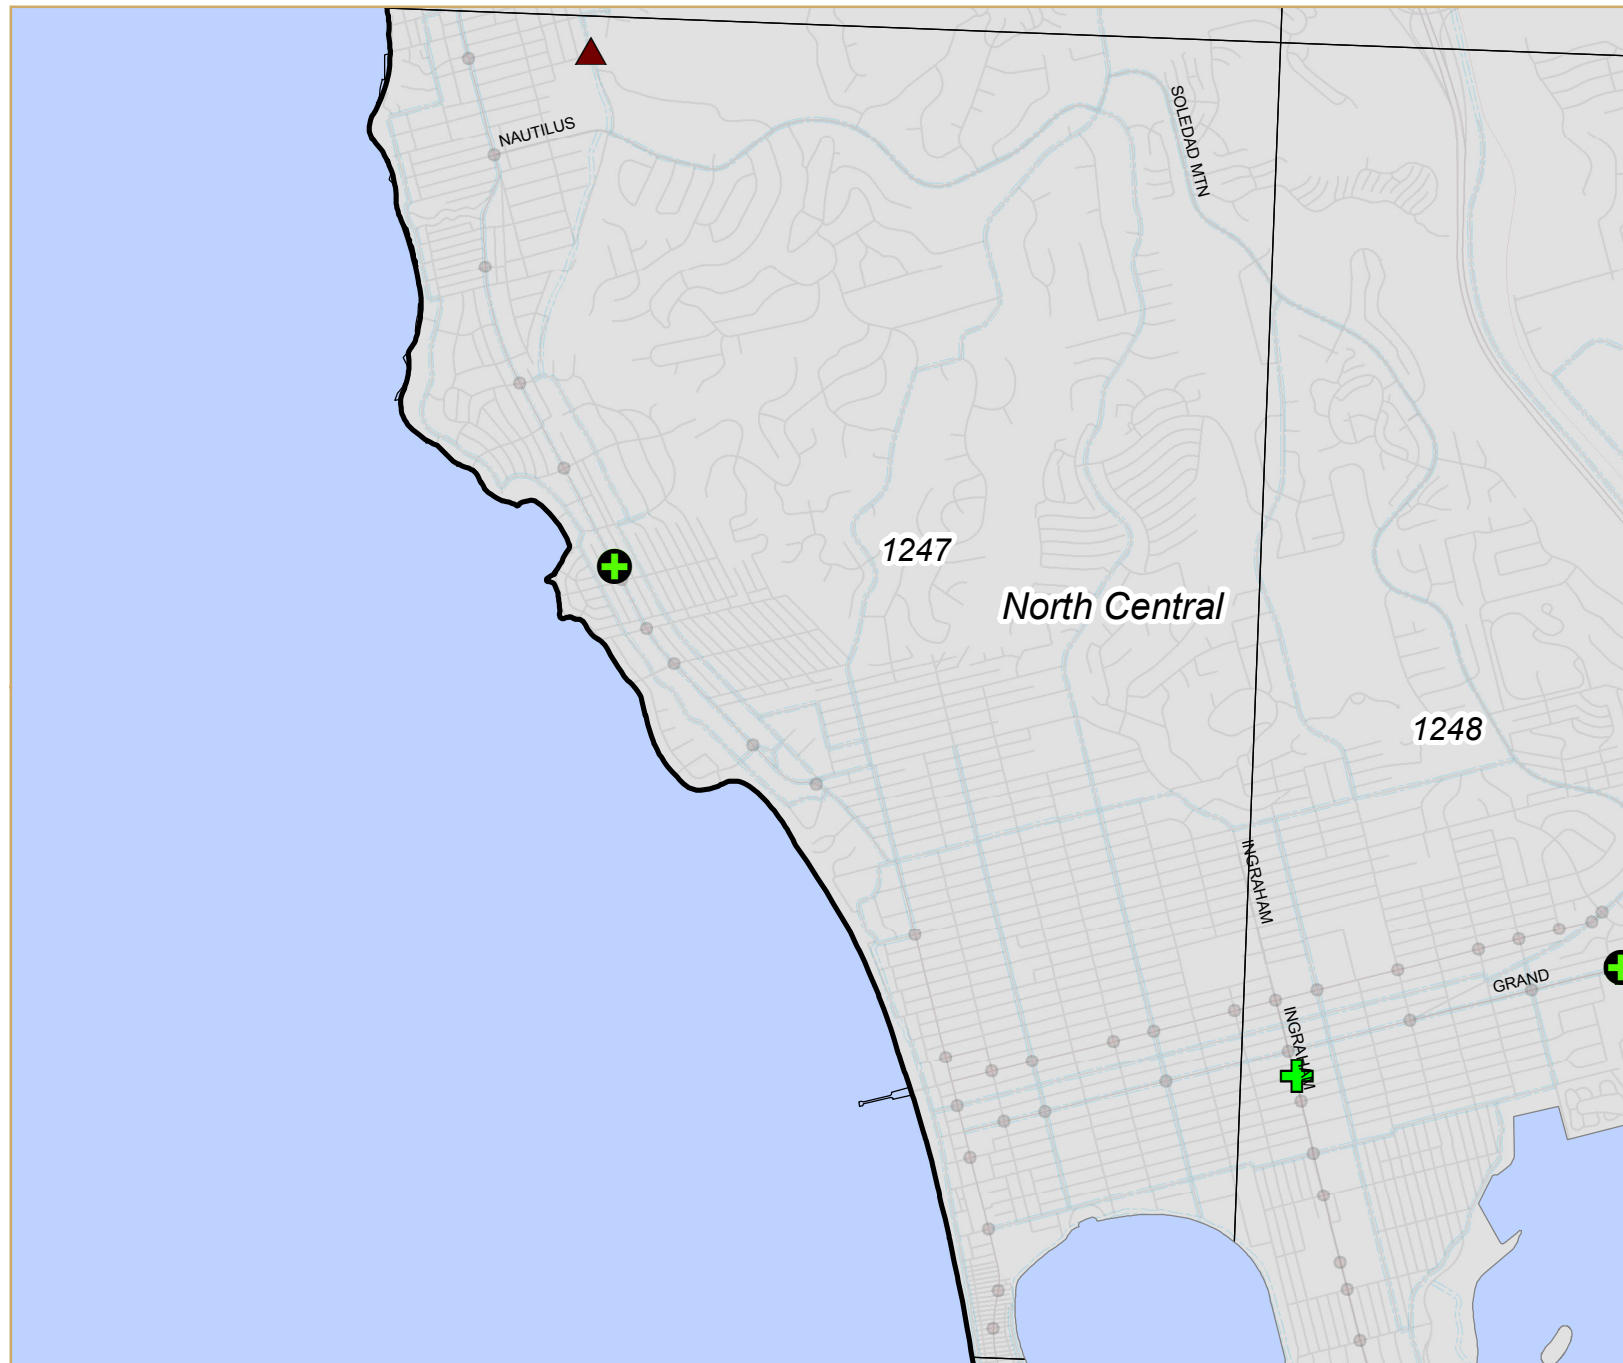 NAUTILUS
SOLEDAD MTN
1247
North Central
1248
INGRAHAM
GRAND
INGRAHAM